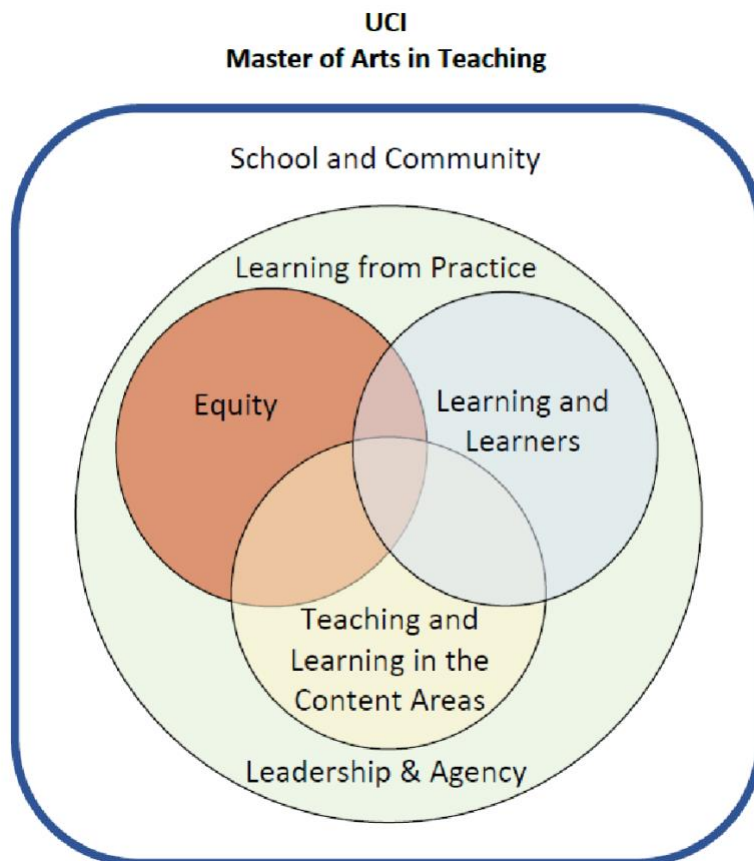 UCI
Master of Arts in Teaching
School and Community
Learning from Practice
Equity
Learning and
Learners
Teaching and
Learning in the
Content Areas
Leadership & Agency